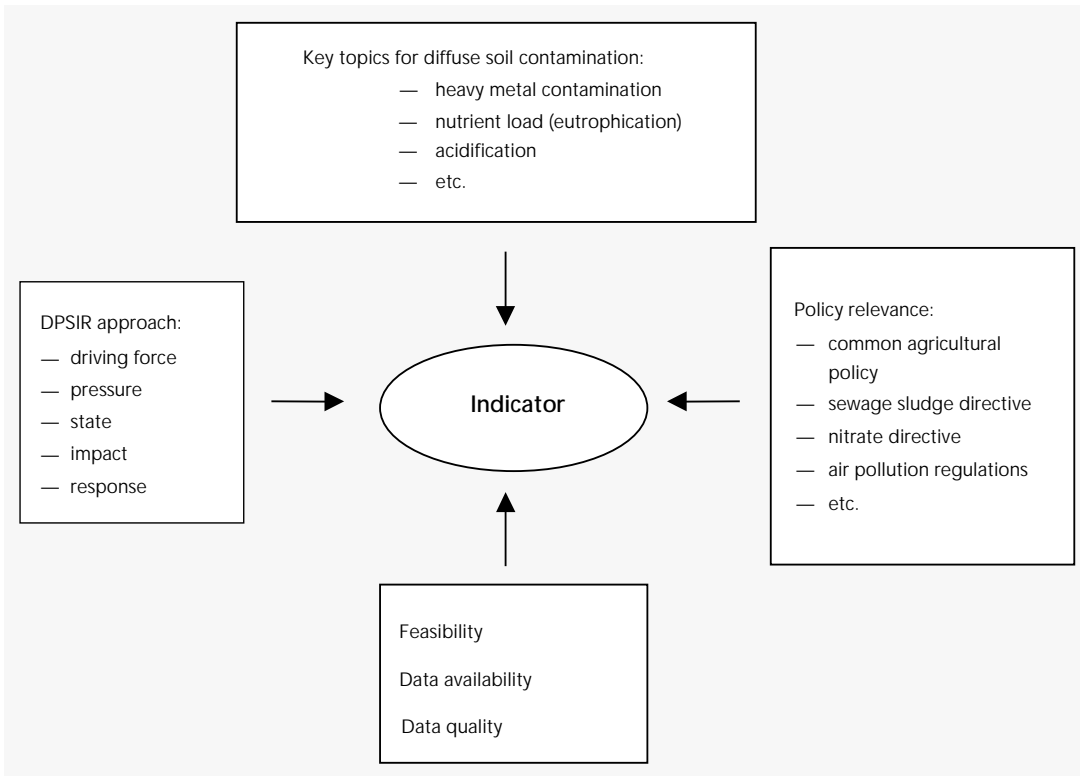 Key topics for diffuse soil contamination:
— heavy metal contamination
— nutrient load (eutrophication)
— acidification
— etc.
DPSIR approach:
— driving force
— pressure
— state
— impact
— response
Indicator
Policy relevance:
— common agricultural
policy
— sewage sludge directive
— nitrate directive
— air pollution regulations
— etc.
Feasibility
Data availability
Data quality